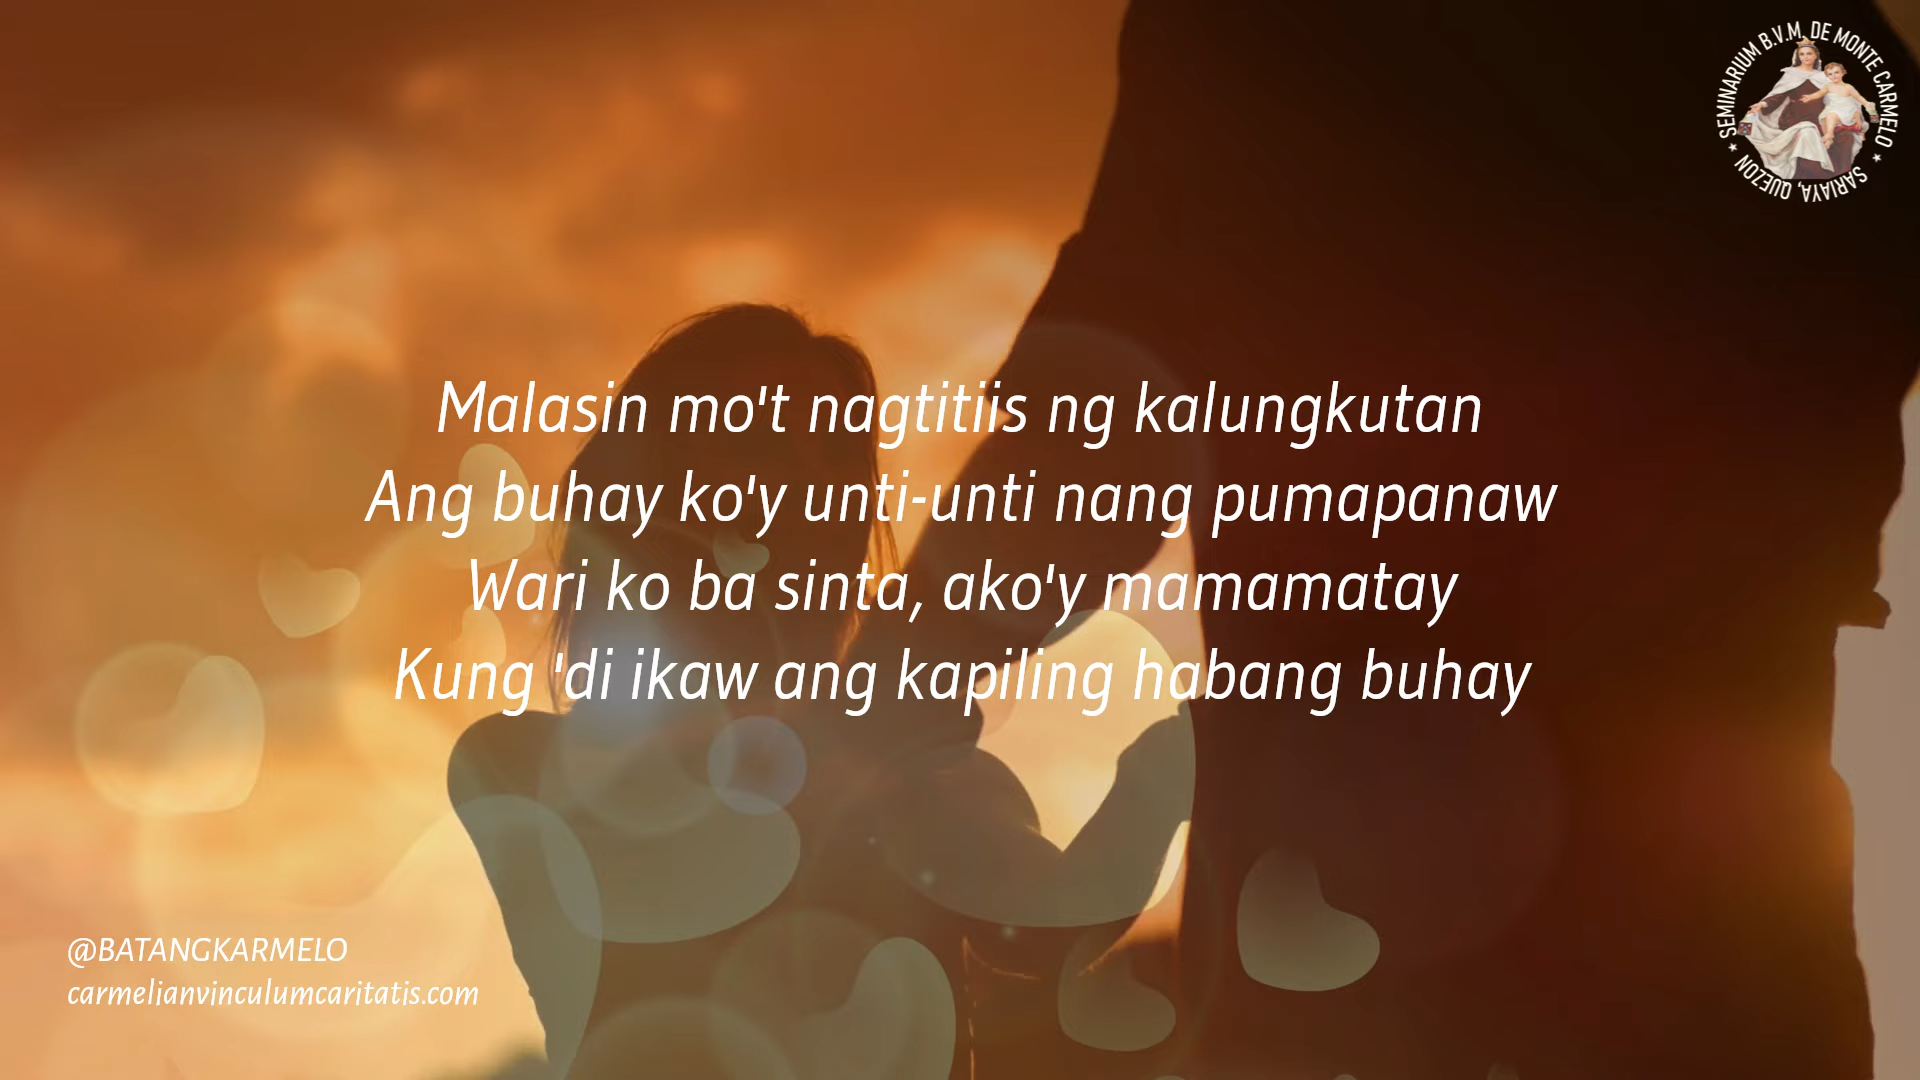 SEMINARIUM B.V.M. DE MONTE CARMELO
SARIAYA, QUEZON
Malasin mo't nagtitiis ng kalungkutan
Ang buhay ko'y unti-unti nang pumapanaw
Wari ko ba sinta, ako'y mamamatay
Kung 'di ikaw ang kapiling habang buhay
@BATANGKARMELO
carmelianvinculumcaritatis.com